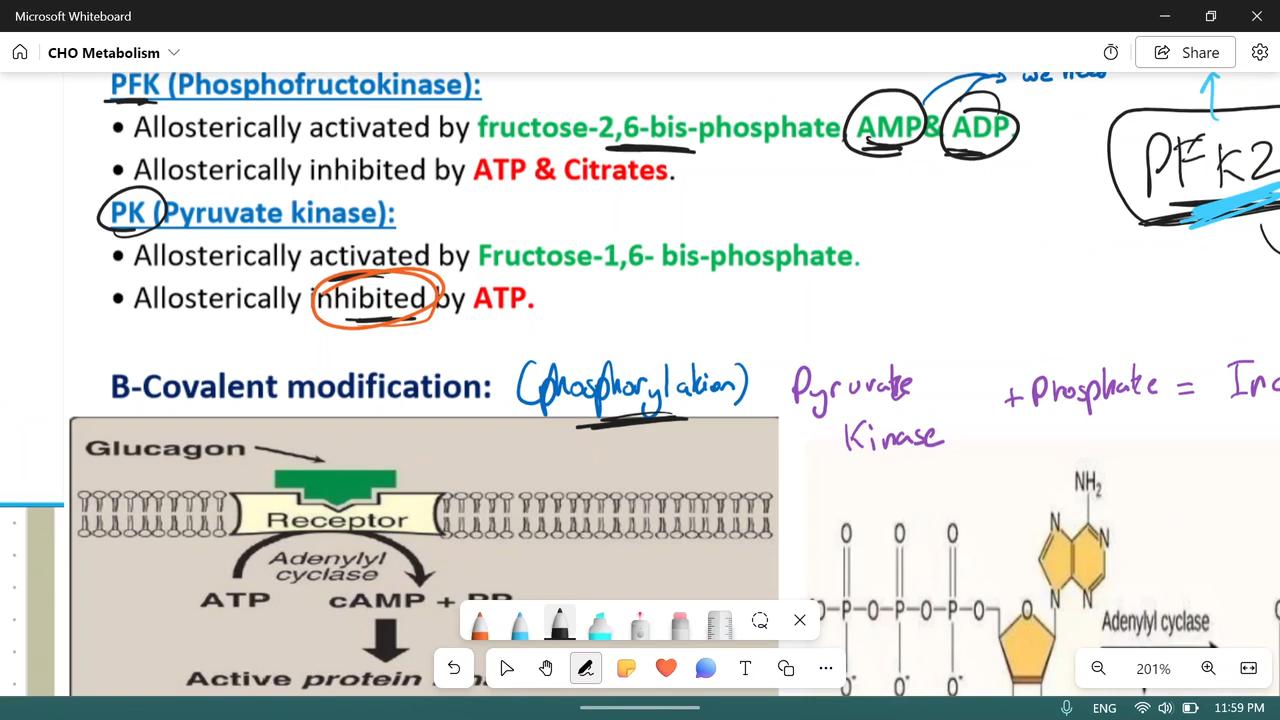 Microsoft Whiteboard
CHO Metabolism
Share
we need
PFK (Phosphofructokinase):
• Allosterically activated by fructose-2,6-bis-phosphate, AMP& ADP.
• Allosterically inhibited by ATP & Citrates.
PFK2
PK (Pyruvate kinase):
• Allosterically activated by Fructose-1,6- bis-phosphate.
• Allosterically inhibited by ATP.
B-Covalent modification: (phosphorylation)
Pyruvate + Phosphate =
Kinase
Glucagon
Receptor
Adenylyl
cyclase
ATP cAMP +
Active protein
NH2
N N
N N
O O O
O-P-O-P-O-P-O
O
O- O- O-
Adenylyl cyclase
201%
ENG 11:59 PM